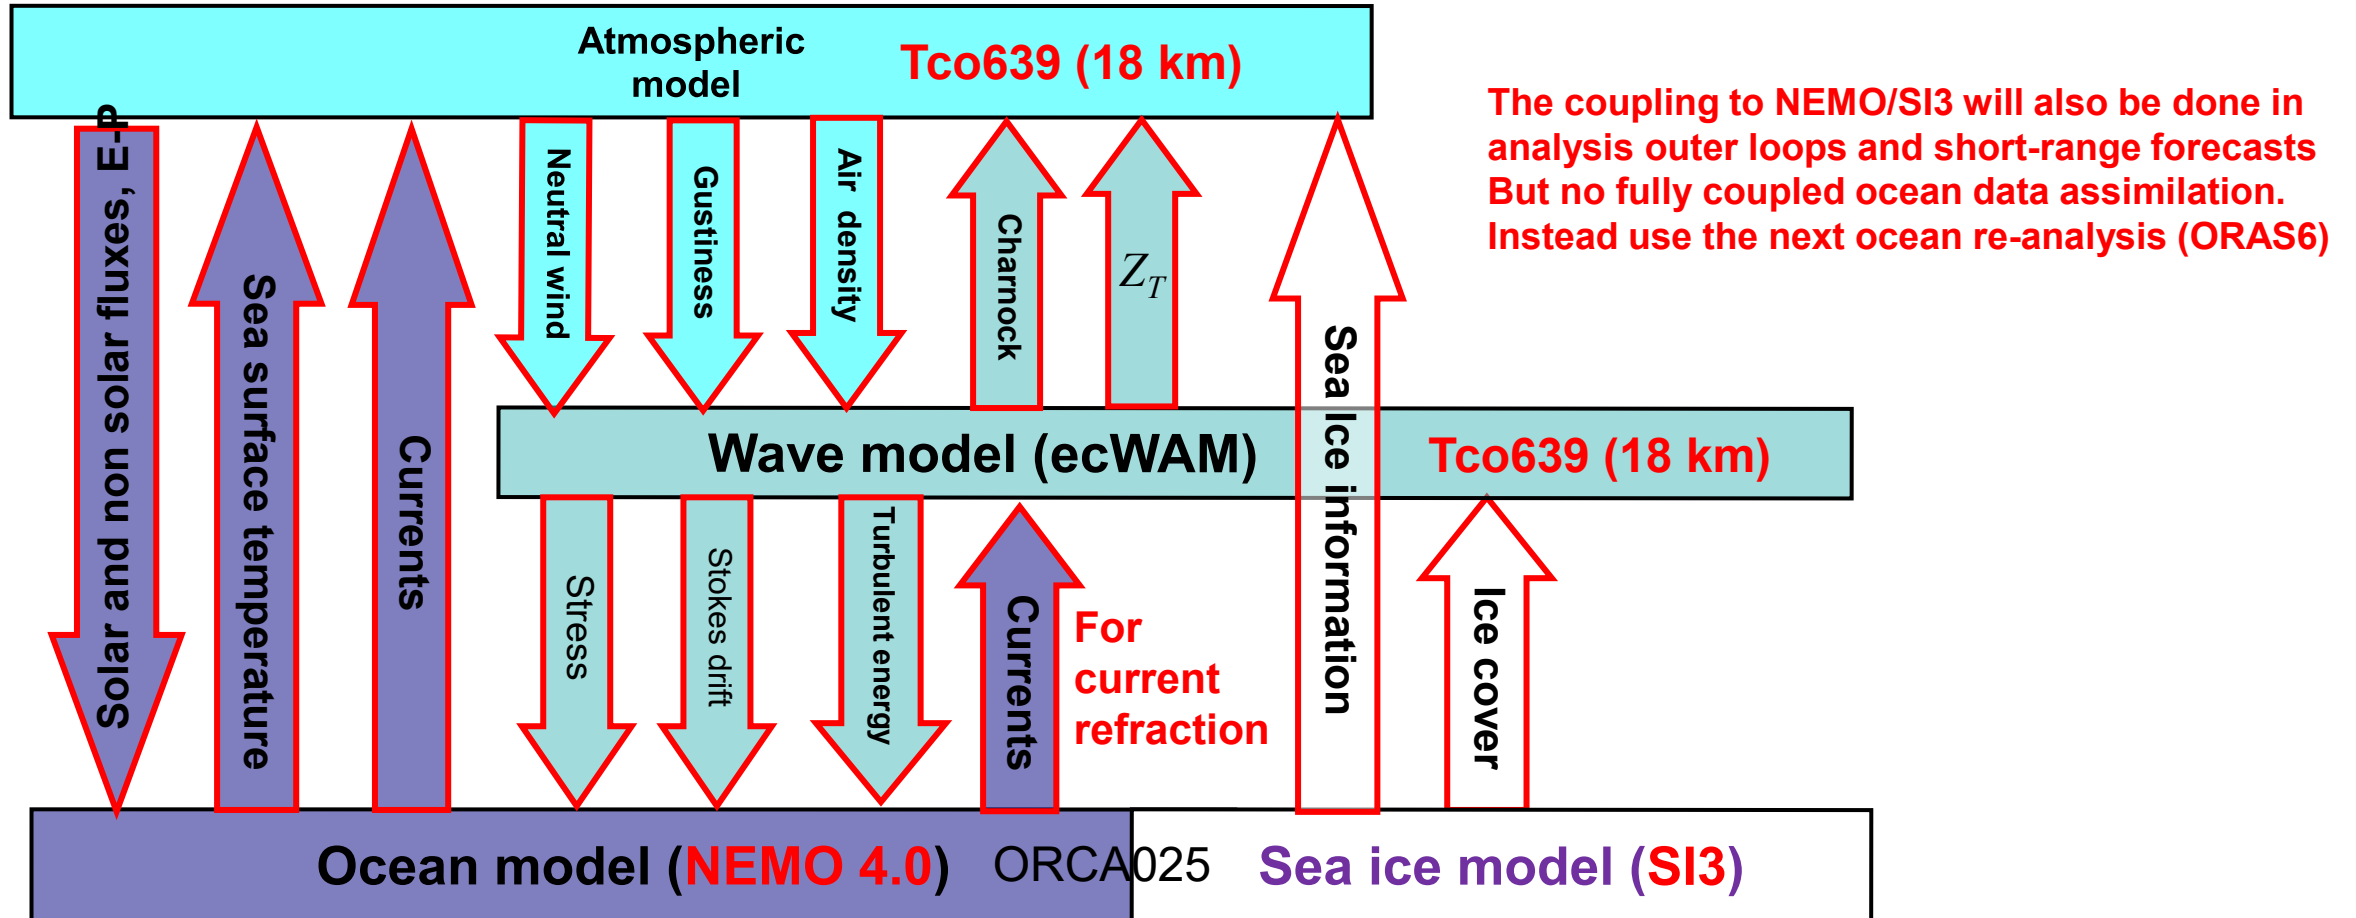 Atmospheric
model
Tco639 (18 km)
The coupling to NEMO/SI3 will also be done in
analysis outer loops and short-range forecasts
But no fully coupled ocean data assimilation.
Instead use the next ocean re-analysis (ORAS6)
Solar and non solar fluxes, E-P
Sea surface temperature
Currents
Neutral wind
Gustiness
Air density
Charnock
Z_T
Sea Ice information
Wave model (ecWAM)
Tco639 (18 km)
Stress
Stokes drift
Turbulent energy
Currents
For
current
refraction
Ice cover
Ocean model (NEMO 4.0)
ORCA025
Sea ice model (SI3)